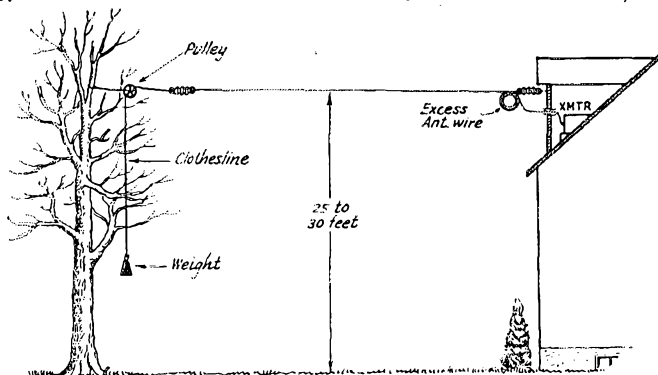 Pulley
Excess
Ant. wire
XMTR
Clothesline
25 to
30 feet
Weight